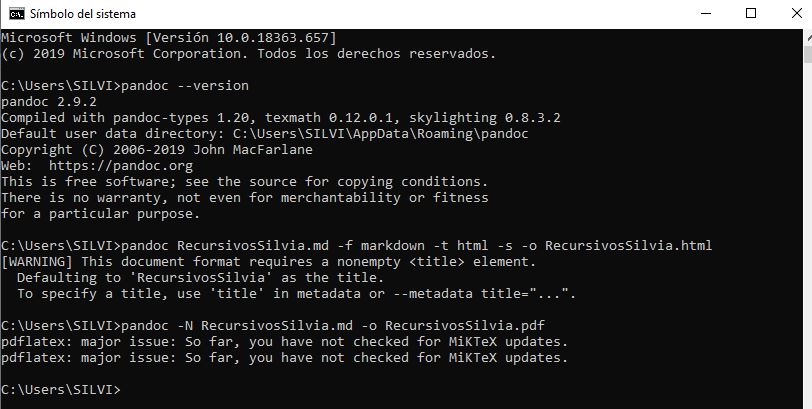 Símbolo del sistema
Microsoft Windows [Versión 10.0.18363.657]
(c) 2019 Microsoft Corporation. Todos los derechos reservados.
C:\Users\SILVI>pandoc --version
pandoc 2.9.2
Compiled with pandoc-types 1.20, texmath 0.12.0.1, skylighting 0.8.3.2
Default user data directory: C:\Users\SILVI\AppData\Roaming\pandoc
Copyright (C) 2006-2019 John MacFarlane
Web:  https://pandoc.org
This is free software; see the source for copying conditions.
There is no warranty, not even for merchantability or fitness
for a particular purpose.
C:\Users\SILVI>pandoc RecursivosSilvia.md -f markdown -t html -s -o RecursivosSilvia.html
[WARNING] This document format requires a nonempty <title> element.
  Defaulting to 'RecursivosSilvia' as the title.
  To specify a title, use 'title' in metadata or --metadata title="...".
C:\Users\SILVI>pandoc -N RecursivosSilvia.md -o RecursivosSilvia.pdf
pdflatex: major issue: So far, you have not checked for MiKTeX updates.
pdflatex: major issue: So far, you have not checked for MiKTeX updates.
C:\Users\SILVI>